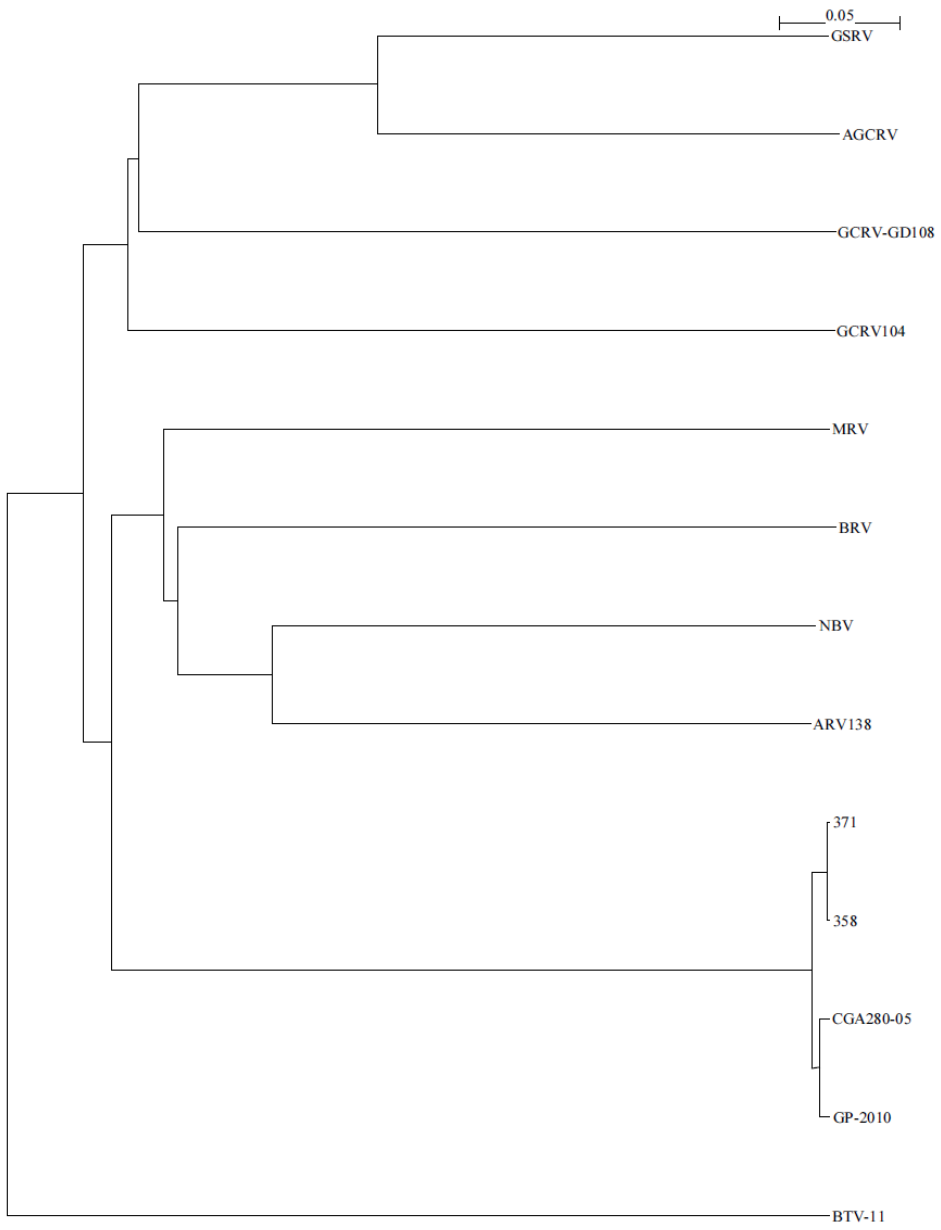 0.05
GSRV
AGCRV
GCRV-GD108
GCRV104
MRV
BRV
NBV
ARV138
371
358
CGA280-05
GP-2010
BTV-11